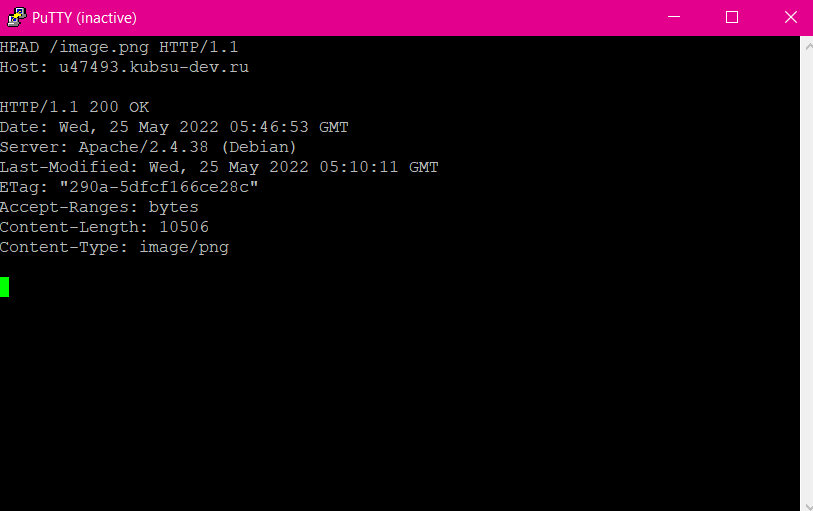 PuTTY (inactive)
HEAD /image.png HTTP/1.1
Host: u47493.kubsu-dev.ru
HTTP/1.1 200 OK
Date: Wed, 25 May 2022 05:46:53 GMT
Server: Apache/2.4.38 (Debian)
Last-Modified: Wed, 25 May 2022 05:10:11 GMT
ETag: "290a-5dfcf166ce28c"
Accept-Ranges: bytes
Content-Length: 10506
Content-Type: image/png